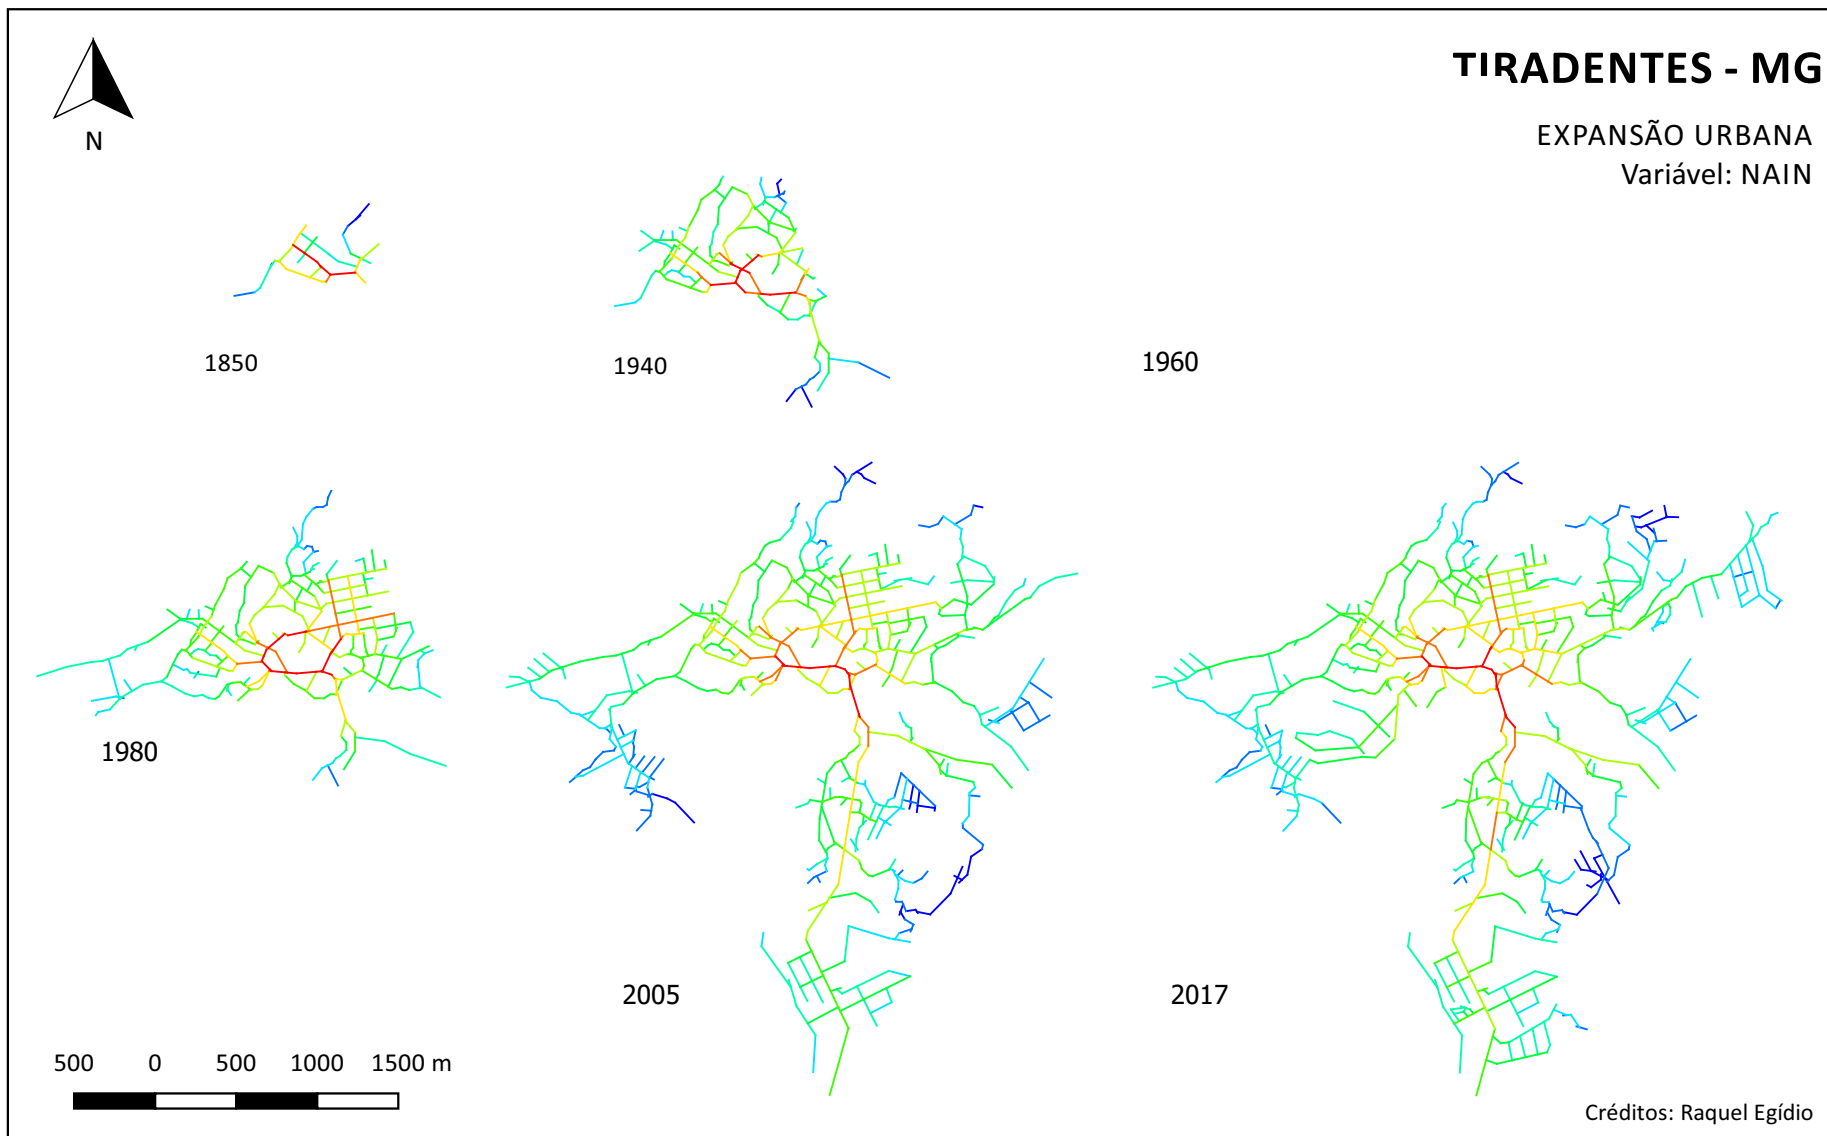 TIRADENTES - MG
EXPANSÃO URBANA
Variável: NAIN
N
1850
1940
1960
1980
2005
2017
500 0 500 1000 1500 m
Créditos: Raquel Egídio